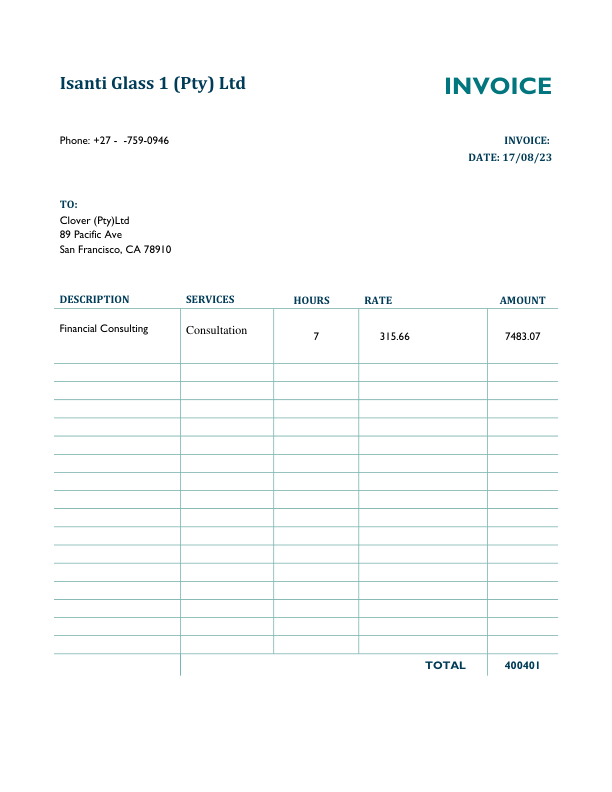 Isanti Glass 1 (Pty) Ltd
INVOICE
Phone: +27 -  -759-0946
INVOICE:
DATE: 17/08/23
TO:
Clover (Pty)Ltd
89 Pacific Ave
San Francisco, CA 78910
DESCRIPTION SERVICES HOURS RATE AMOUNT
Financial Consulting Consultation 7 315.66 7483.07
TOTAL 400401